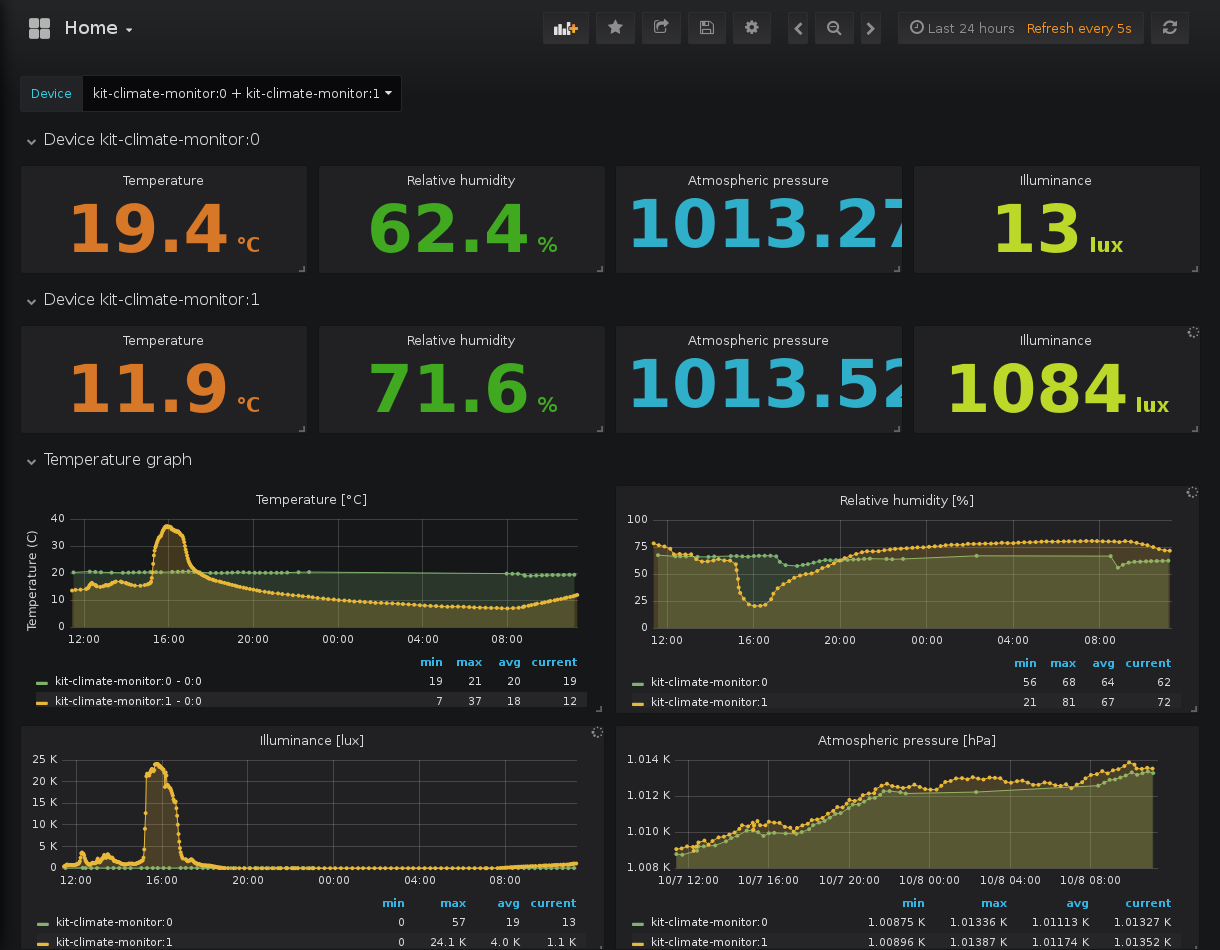 Home
Last 24 hours Refresh every 5s
Device kit-climate-monitor:0 + kit-climate-monitor:1
Device kit-climate-monitor:0
Temperature Relative humidity Atmospheric pressure Illuminance
19.4 °C 62.4 % 1013.27 13 lux
Device kit-climate-monitor:1
Temperature Relative humidity Atmospheric pressure Illuminance
11.9 °C 71.6 % 1013.52 1084 lux
Temperature graph
Temperature [°C]
Temperature (C)
40
30
20
10
0
12:00 16:00 20:00 00:00 04:00 08:00
min max avg current
kit-climate-monitor:0 - 0:0 19 21 20 19
kit-climate-monitor:1 - 0:0 7 37 18 12
Relative humidity [%]
100
75
50
25
0
12:00 16:00 20:00 00:00 04:00 08:00
min max avg current
kit-climate-monitor:0 56 68 64 62
kit-climate-monitor:1 21 81 67 72
Illuminance [lux]
25 K
20 K
15 K
10 K
5 K
0
12:00 16:00 20:00 00:00 04:00 08:00
min max avg current
kit-climate-monitor:0 0 57 19 13
kit-climate-monitor:1 0 24.1 K 4.0 K 1.1 K
Atmospheric pressure [hPa]
1.014 K
1.012 K
1.010 K
1.008 K
10/7 12:00 10/7 16:00 10/7 20:00 10/8 00:00 10/8 04:00 10/8 08:00
min max avg current
kit-climate-monitor:0 1.00875 K 1.01336 K 1.01113 K 1.01327 K
kit-climate-monitor:1 1.00896 K 1.01387 K 1.01174 K 1.01352 K